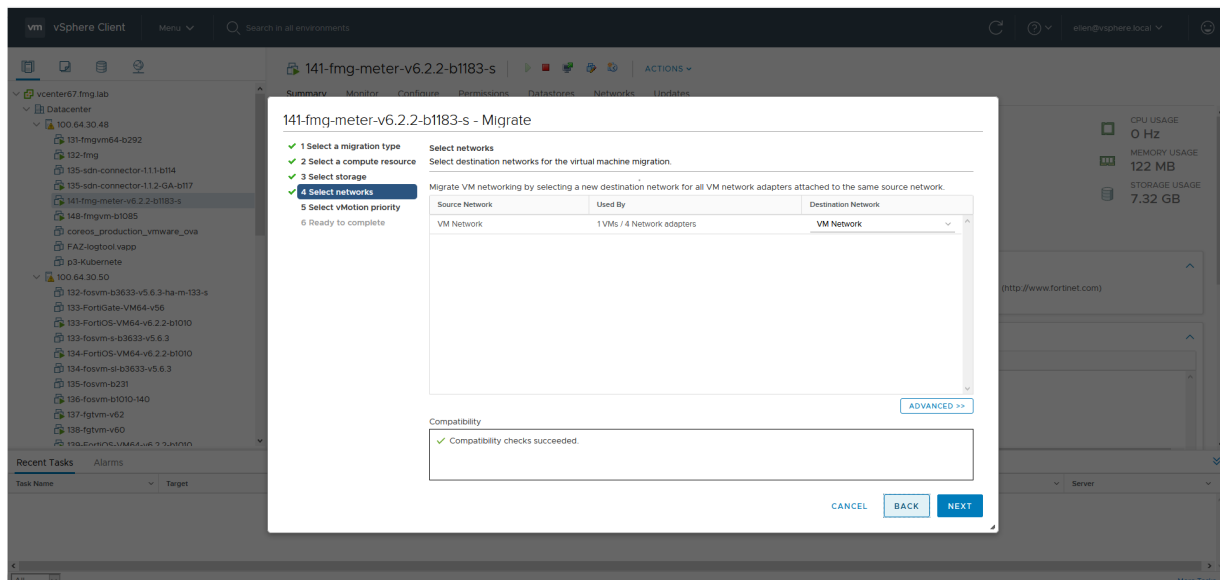 vm vSphere Client Menu Search in all environments ellen@vsphere.local
141-fmg-meter-v6.2.2-b1183-s ACTIONS
Summary Monitor Configure Permissions Datastores Networks Updates
vcenter67.fmg.lab
Datacenter
100.64.30.48
131-fmgvm64-b292
132-fmg
135-sdn-connector-1.1.1-b114
135-sdn-connector-1.1.2-GA-b117
141-fmg-meter-v6.2.2-b1183-s
148-fmgvm-b1085
coreos_production_vmware_ova
FAZ-logtool.vapp
p3-Kubernete
100.64.30.50
132-fosvm-b3633-v5.6.3-ha-m-133-s
133-FortiGate-VM64-v56
133-FortiOS-VM64-v6.2.2-b1010
133-fosvm-s-b3633-v5.6.3
134-FortiOS-VM64-v6.2.2-b1010
134-fosvm-sl-b3633-v5.6.3
135-fosvm-b231
136-fosvm-b1010-140
137-fgtvm-v62
138-fgtvm-v60
139-FortiOS-VM64-v6.2.2-b1010
141-fmg-meter-v6.2.2-b1183-s - Migrate
1 Select a migration type
2 Select a compute resource
3 Select storage
4 Select networks
5 Select vMotion priority
6 Ready to complete
Select networks
Select destination networks for the virtual machine migration.
Migrate VM networking by selecting a new destination network for all VM network adapters attached to the same source network.
Source Network Used By Destination Network
VM Network 1 VMs / 4 Network adapters VM Network
ADVANCED >>
Compatibility
Compatibility checks succeeded.
CANCEL BACK NEXT
CPU USAGE
0 Hz
MEMORY USAGE
122 MB
STORAGE USAGE
7.32 GB
(http://www.fortinet.com)
Recent Tasks Alarms
Task Name Target Server